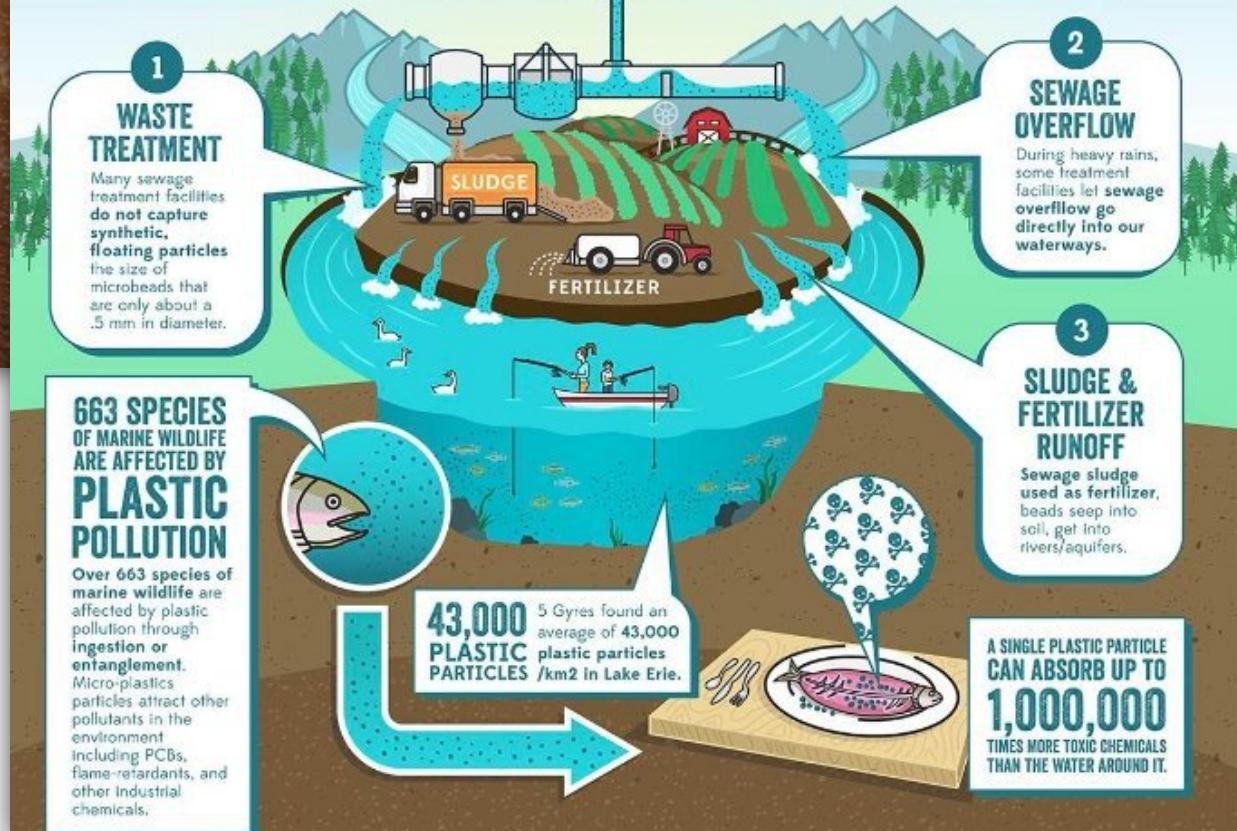 1
WASTE
TREATMENT
Many sewage
treatment facilities
do not capture
synthetic,
floating particles
the size of
microbeads that
are only about a
.5 mm in diameter.
2
SEWAGE
OVERFLOW
During heavy rains,
some treatment
facilities let sewage
overfllow go
directly into our
waterways.
SLUDGE
FERTILIZER
3
SLUDGE &
FERTILIZER
RUNOFF
Sewage sludge
used as fertilizer,
beads seep into
soil, get into
rivers/aquifers.
663 SPECIES
OF MARINE WILDLIFE
ARE AFFECTED BY
PLASTIC
POLLUTION
Over 663 species of
marine wildlife are
affected by plastic
pollution through
ingestion or
entanglement.
Micro-plastics
particles attract other
pollutants in the
environment
including PCBs,
flame-retardants, and
other industrial
chemicals.
43,000
PLASTIC
PARTICLES
5 Gyres found an
average of 43,000
plastic particles
/km2 in Lake Erie.
A SINGLE PLASTIC PARTICLE
CAN ABSORB UP TO
1,000,000
TIMES MORE TOXIC CHEMICALS
THAN THE WATER AROUND IT.